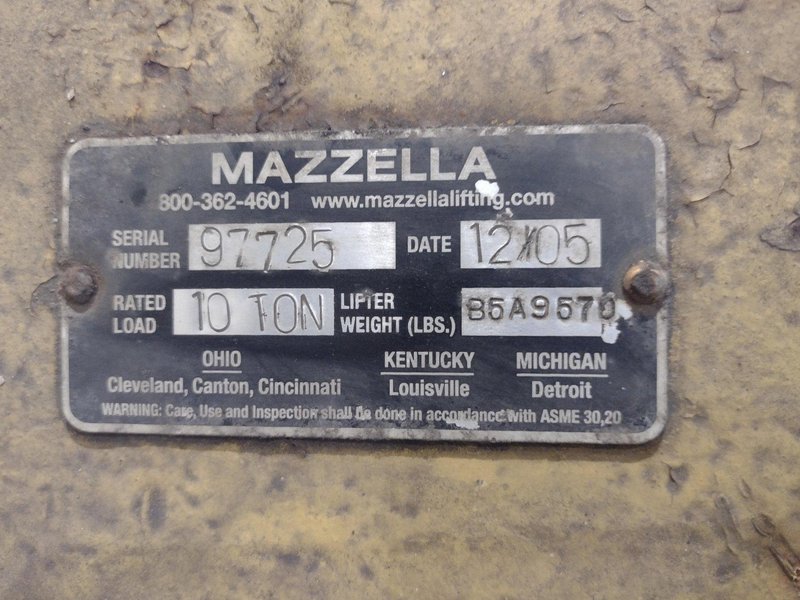 MAZZELLA
800-362-4601 www.mazzellalifting.com
SERIAL NUMBER 97725 DATE 12/05
RATED LOAD 10 TON LIFTER WEIGHT (LBS.) B5A9570
OHIO KENTUCKY MICHIGAN
Cleveland, Canton, Cincinnati Louisville Detroit
WARNING: Care, Use and Inspection shall be done in accordance with ASME 30,20